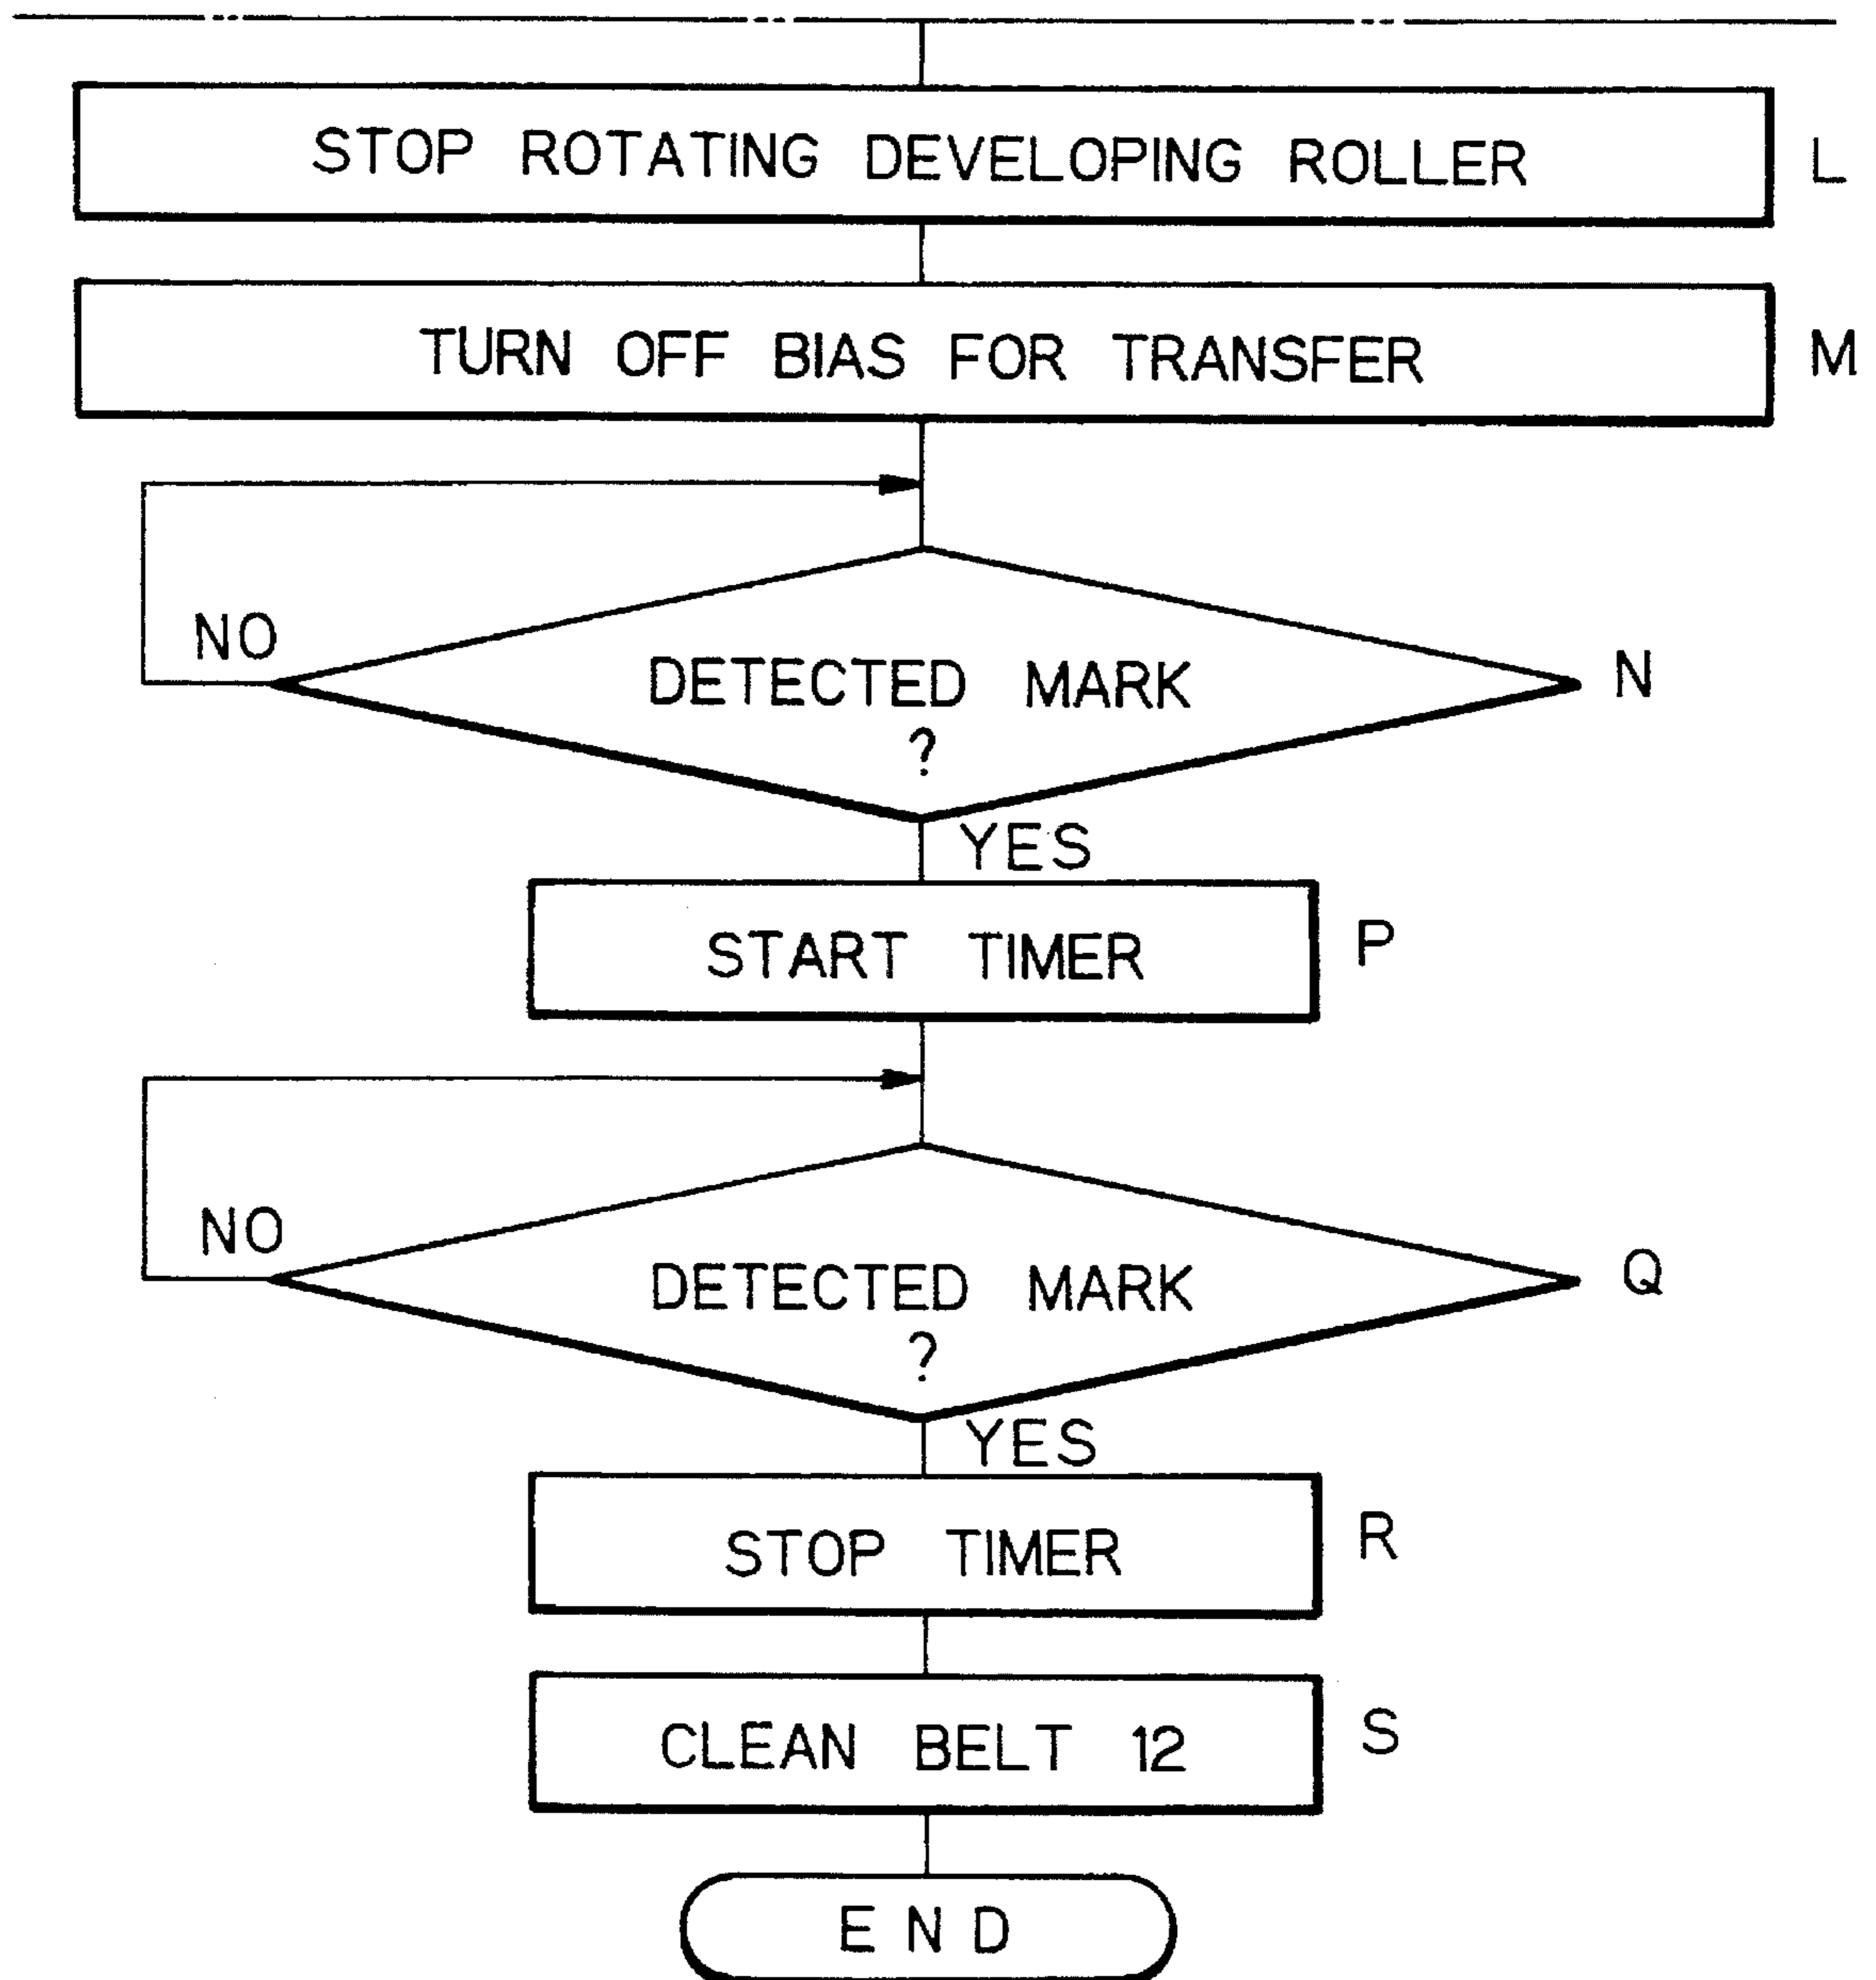 STOP ROTATING DEVELOPING ROLLER L
TURN OFF BIAS FOR TRANSFER M
NO
DETECTED MARK N
?
YES
START TIMER P
NO
DETECTED MARK Q
?
YES
STOP TIMER R
CLEAN BELT 12 S
END